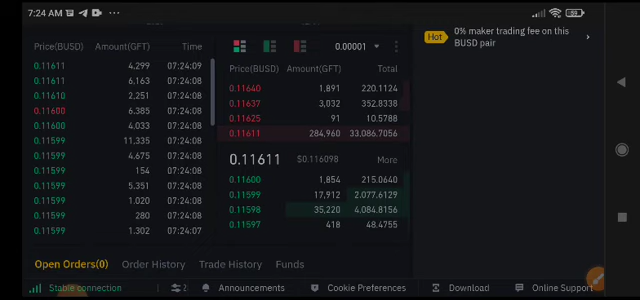 7:24 AM
59
Price(BUSD) Amount(GFT) Time
0.11611 4,299 07:24:09
0.11611 6,163 07:24:08
0.11610 2,251 07:24:08
0.11600 6,385 07:24:08
0.11600 4,033 07:24:08
0.11599 11,335 07:24:08
0.11599 4,675 07:24:08
0.11599 154 07:24:08
0.11599 5,351 07:24:08
0.11599 1,020 07:24:08
0.11599 280 07:24:08
0.11599 1,302 07:24:07
0.00001
Price(BUSD) Amount(GFT) Total
0.11640 1,891 220.1124
0.11637 3,032 352.8338
0.11625 91 10.5788
0.11611 284,960 33,086.7056
0.11611 $0.116098 More
0.11600 1,854 215.0640
0.11599 17,912 2,077.6129
0.11598 35,220 4,084.8156
0.11597 418 48.4755
Hot 0% maker trading fee on this
BUSD pair
Open Orders(0) Order History Trade History Funds
Stable connection Announcements Cookie Preferences Download Online Support